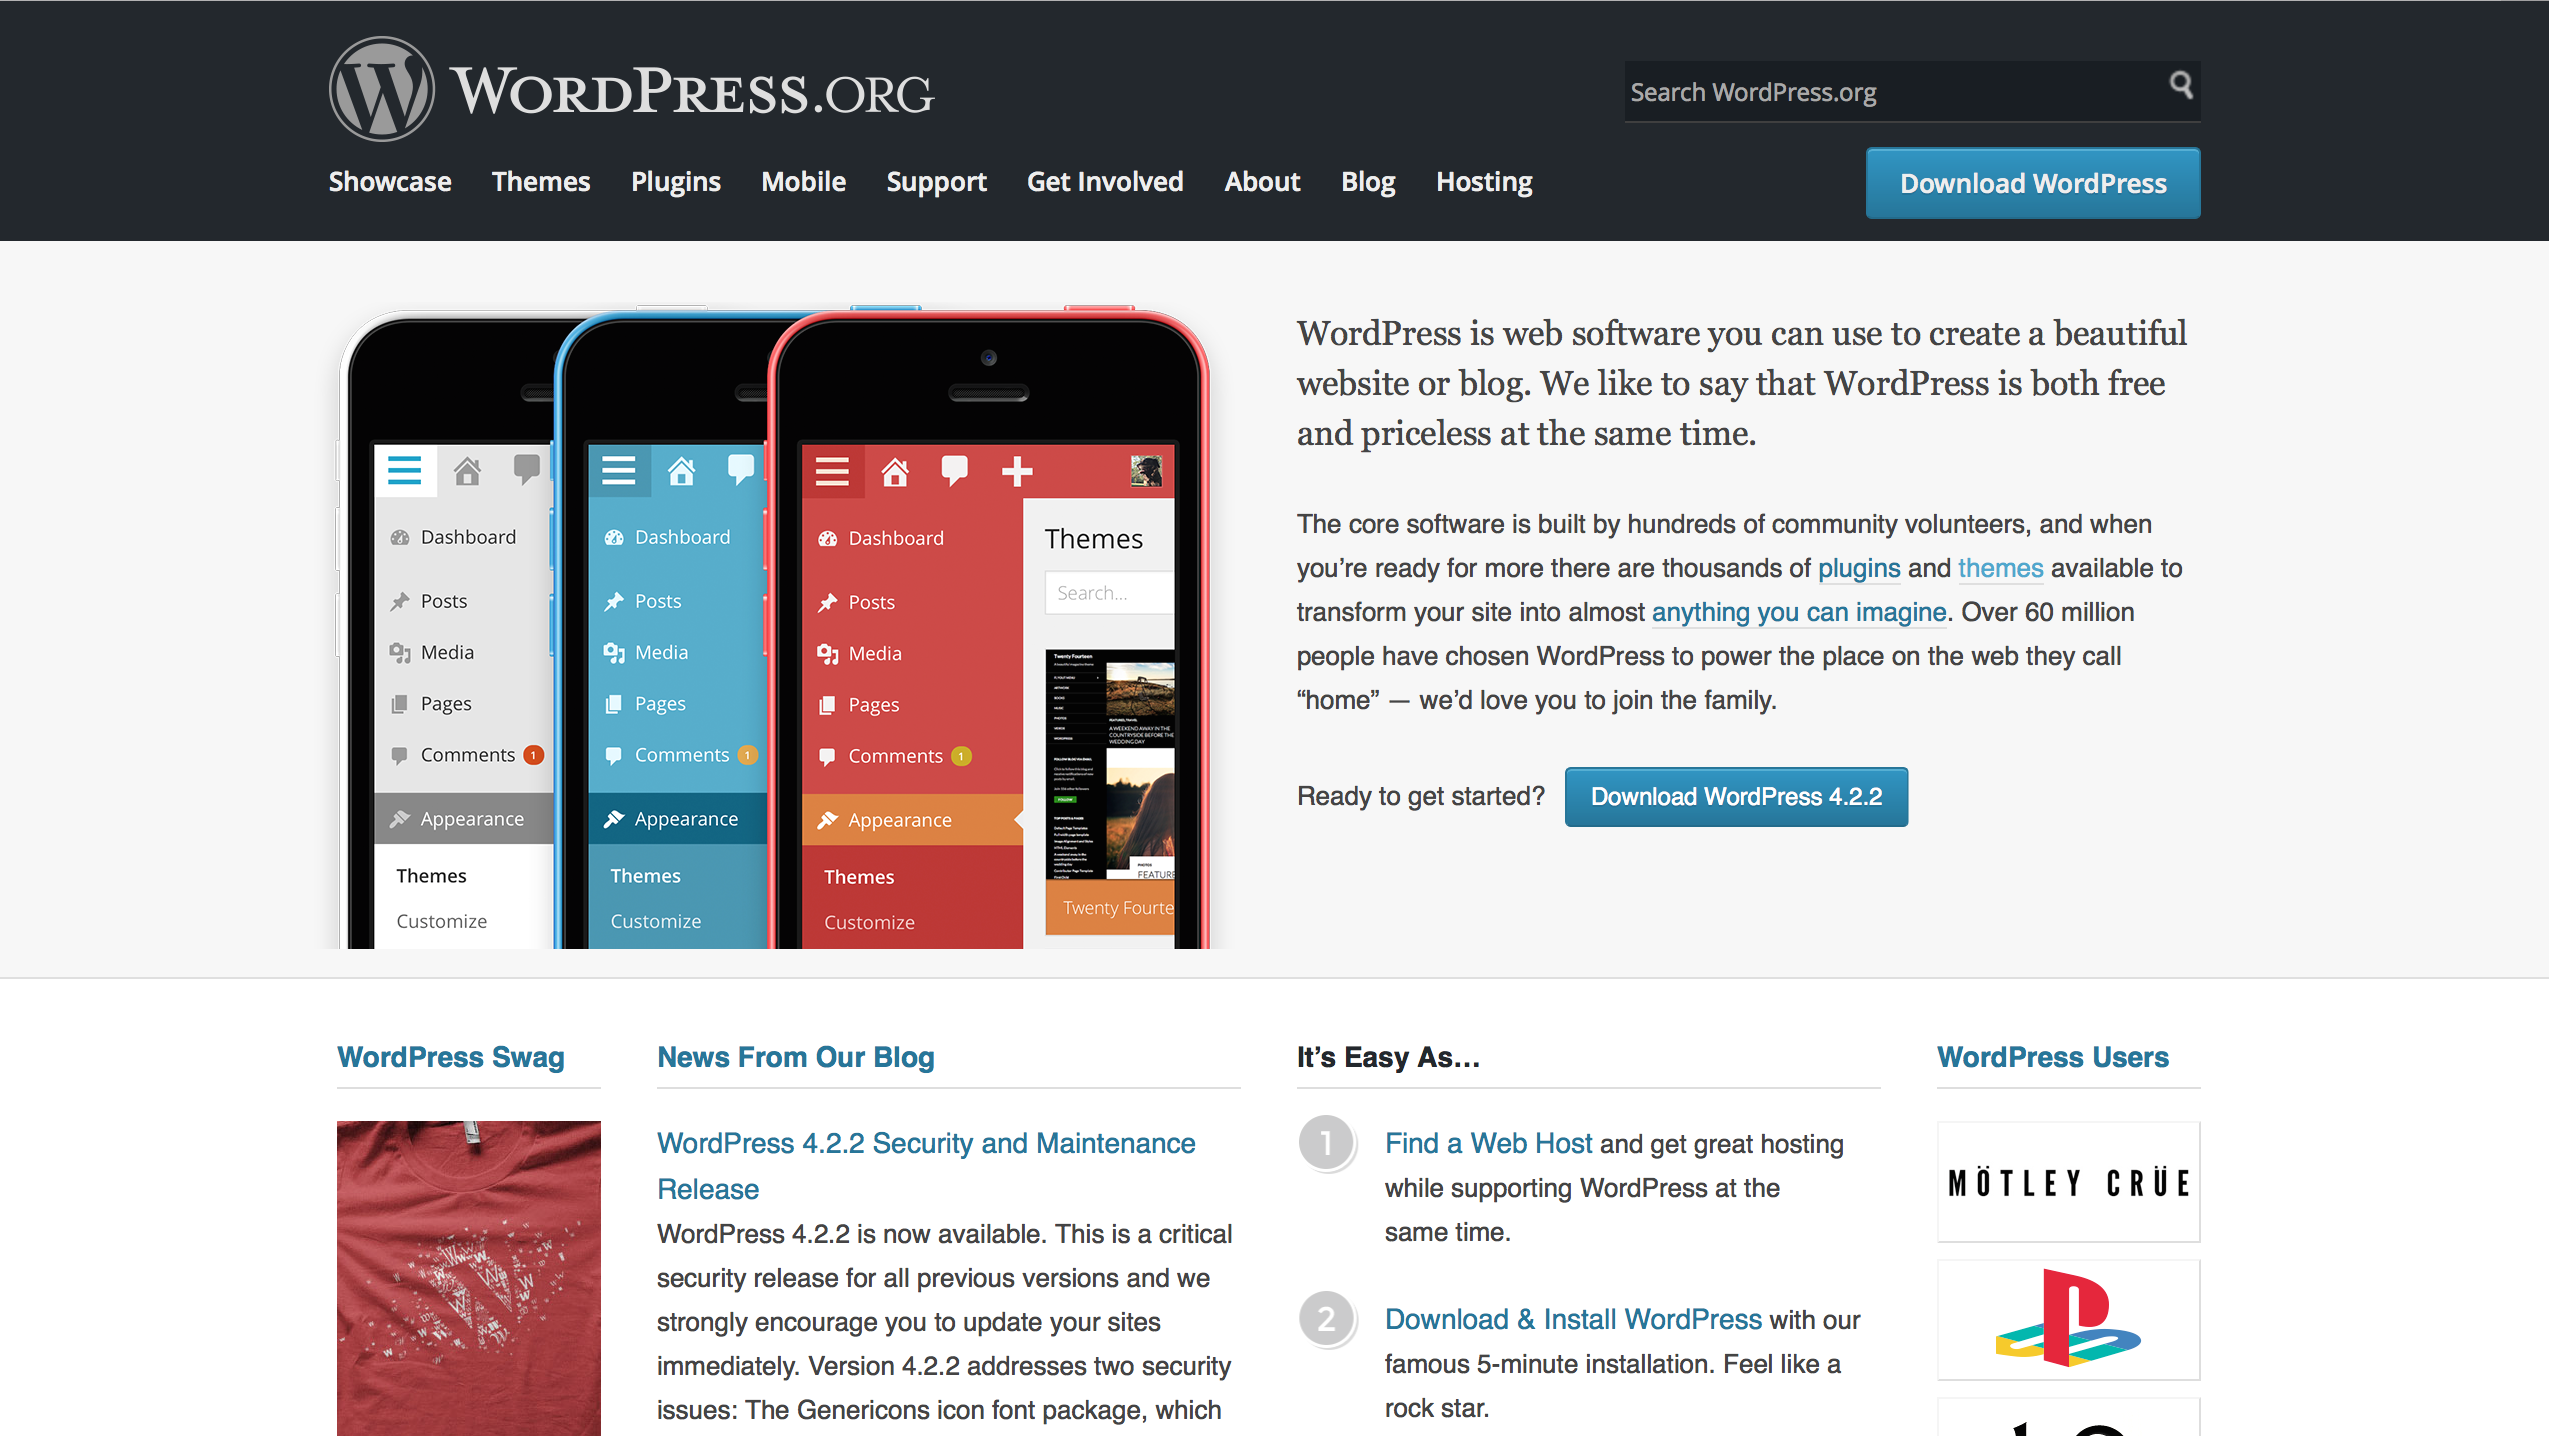 WORDPRESS.ORG
Search WordPress.org
Showcase Themes Plugins Mobile Support Get Involved About Blog Hosting
Download WordPress
Dashboard
Posts
Media
Pages
Comments 1
Appearance
Themes
Customize
Dashboard
Posts
Media
Pages
Comments 1
Appearance
Themes
Customize
Dashboard
Posts
Media
Pages
Comments 1
Appearance
Themes
Customize
Themes
Search...
Twenty Fourteen
A WEEKEND AWAY IN THE
COUNTRYSIDE BEFORE THE
WEDDING DAY
Twenty Fourte
WordPress is web software you can use to create a beautiful
website or blog. We like to say that WordPress is both free
and priceless at the same time.
The core software is built by hundreds of community volunteers, and when
you’re ready for more there are thousands of plugins and themes available to
transform your site into almost anything you can imagine. Over 60 million
people have chosen WordPress to power the place on the web they call
“home” — we’d love you to join the family.
Ready to get started? Download WordPress 4.2.2
WordPress Swag
News From Our Blog
WordPress 4.2.2 Security and Maintenance
Release
WordPress 4.2.2 is now available. This is a critical
security release for all previous versions and we
strongly encourage you to update your sites
immediately. Version 4.2.2 addresses two security
issues: The Genericons icon font package, which
It’s Easy As…
1 Find a Web Host and get great hosting
while supporting WordPress at the
same time.
2 Download & Install WordPress with our
famous 5-minute installation. Feel like a
rock star.
WordPress Users
MÖTLEY CRÜE